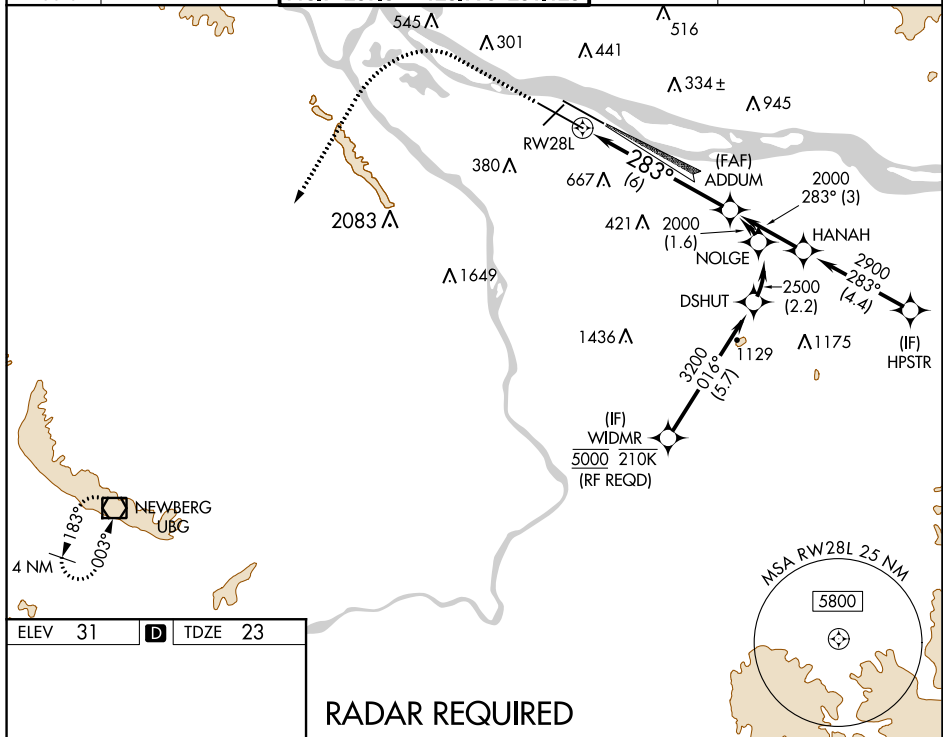 545
301
441
516
334 ±
945
RW28L
283°
(6)
(FAF)
ADDUM
2000
283° (3)
380
667
421
2000
(1.6)
HANAH
NOLGE
2083
2900
283°
(4.4)
DSHUT
2500
(2.2)
1649
1436
1129
1175
(IF)
HPSTR
3200
016°
(5.7)
(IF)
WIDMR
5000 210K
(RF REQD)
NEWBERG
UBG
183°
003°
4 NM
MSA RW28L 25 NM
5800
ELEV 31 D TDZE 23
RADAR REQUIRED